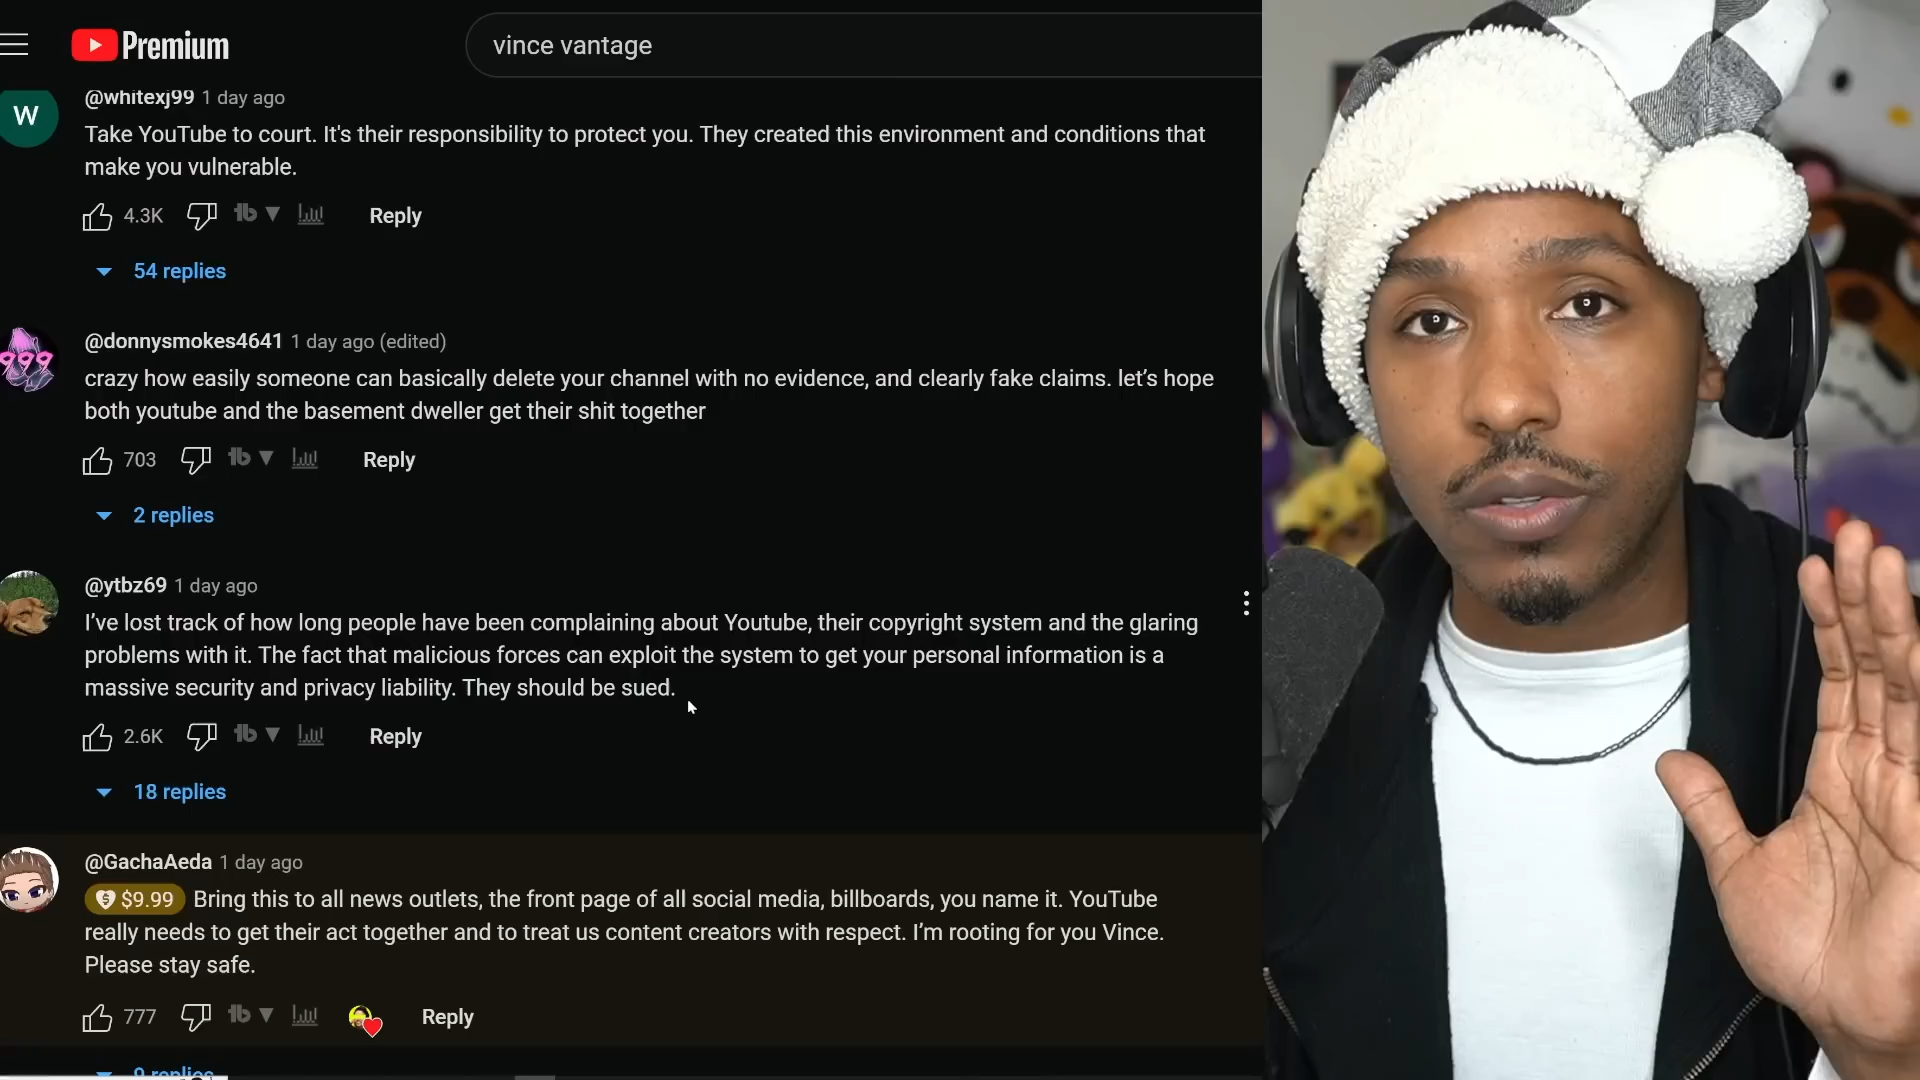 Premium
vince vantage
W
@whitexj99 1 day ago
Take YouTube to court. It's their responsibility to protect you. They created this environment and conditions that
make you vulnerable.
4.3K
Reply
54 replies
999
@donnysmokes4641 1 day ago (edited)
crazy how easily someone can basically delete your channel with no evidence, and clearly fake claims. let’s hope
both youtube and the basement dweller get their shit together
703
Reply
2 replies
@ytbz69 1 day ago
I’ve lost track of how long people have been complaining about Youtube, their copyright system and the glaring
problems with it. The fact that malicious forces can exploit the system to get your personal information is a
massive security and privacy liability. They should be sued.
2.6K
Reply
18 replies
@GachaAeda 1 day ago
$9.99 Bring this to all news outlets, the front page of all social media, billboards, you name it. YouTube
really needs to get their act together and to treat us content creators with respect. I’m rooting for you Vince.
Please stay safe.
777
Reply
9 replies